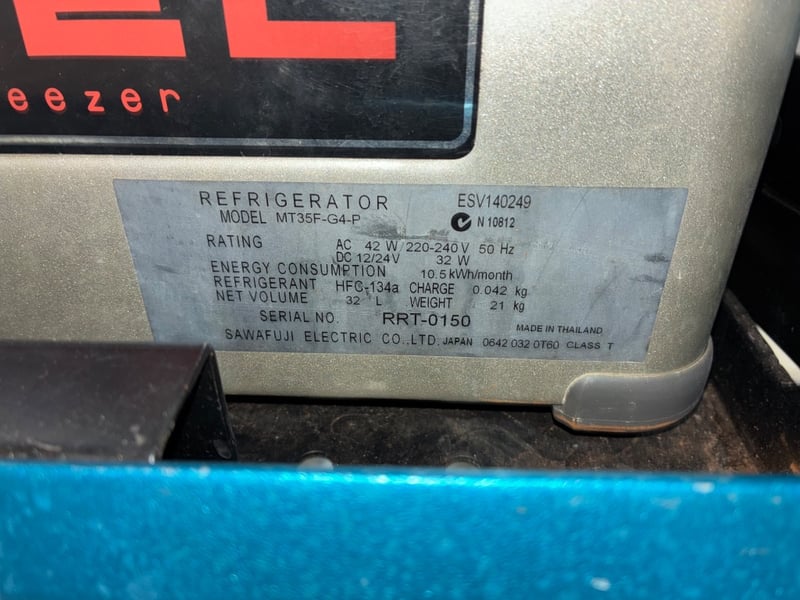 EL
eezer
REFRIGERATOR ESV140249
MODEL MT35F-G4-P N 10812
RATING AC 42 W / 220-240 V 50 Hz
DC 12/24V 32 W
ENERGY CONSUMPTION 10.5 kWh/month
REFRIGERANT HFC-134a CHARGE 0.042 kg
NET VOLUME 32 L WEIGHT 21 kg
SERIAL NO. RRT-0150 MADE IN THAILAND
SAWAFUJI ELECTRIC CO.,LTD. JAPAN 0642 032 0T60 CLASS T